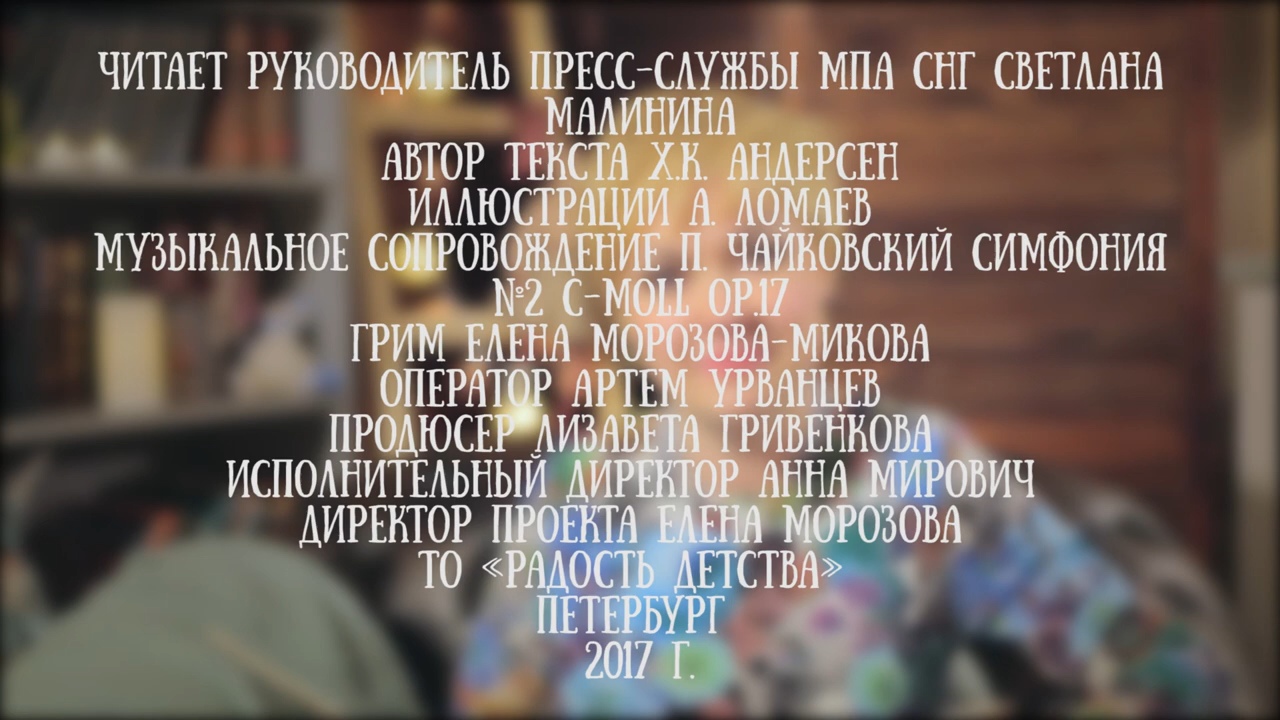 ЧИТАЕТ РУКОВОДИТЕЛЬ ПРЕСС-СЛУЖБЫ МПА СНГ СВЕТЛАНА
МАЛИНИНА
АВТОР ТЕКСТА Х.К. АНДЕРСЕН
ИЛЛЮСТРАЦИИ А. ЛОМАЕВ
МУЗЫКАЛЬНОЕ СОПРОВОЖДЕНИЕ П. ЧАЙКОВСКИЙ СИМФОНИЯ
№2 C-MOLL OP.17
ГРИМ ЕЛЕНА МОРОЗОВА-МИКОВА
ОПЕРАТОР АРТЕМ УРВАНЦЕВ
ПРОДЮСЕР ЛИЗАВЕТА ГРИВЕНКОВА
ИСПОЛНИТЕЛЬНЫЙ ДИРЕКТОР АННА МИРОВИЧ
ДИРЕКТОР ПРОЕКТА ЕЛЕНА МОРОЗОВА
ТО «РАДОСТЬ ДЕТСТВА»
ПЕТЕРБУРГ
2017 Г.